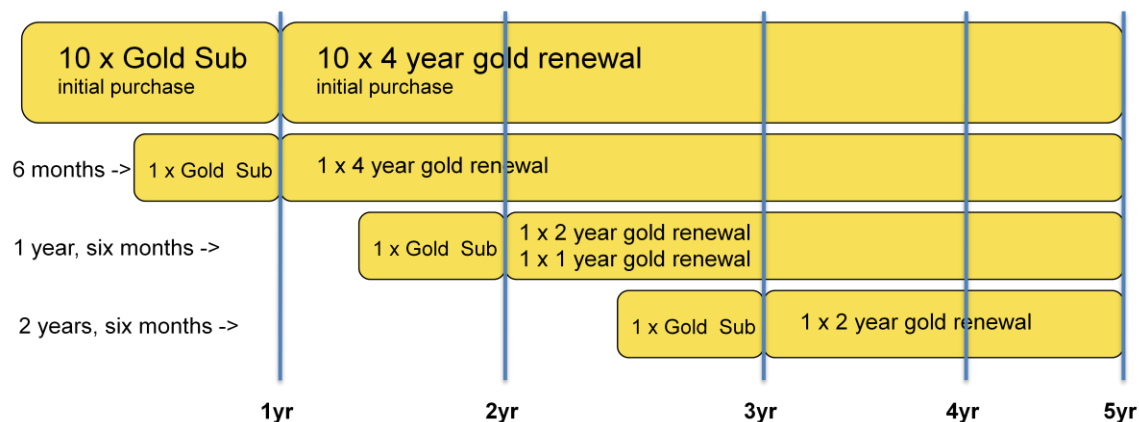 10 x Gold Sub
initial purchase
10 x 4 year gold renewal
initial purchase
6 months ->
1 x Gold Sub
1 x 4 year gold renewal
1 year, six months ->
1 x Gold Sub
1 x 2 year gold renewal
1 x 1 year gold renewal
2 years, six months ->
1 x Gold Sub
1 x 2 year gold renewal
1yr
2yr
3yr
4yr
5yr